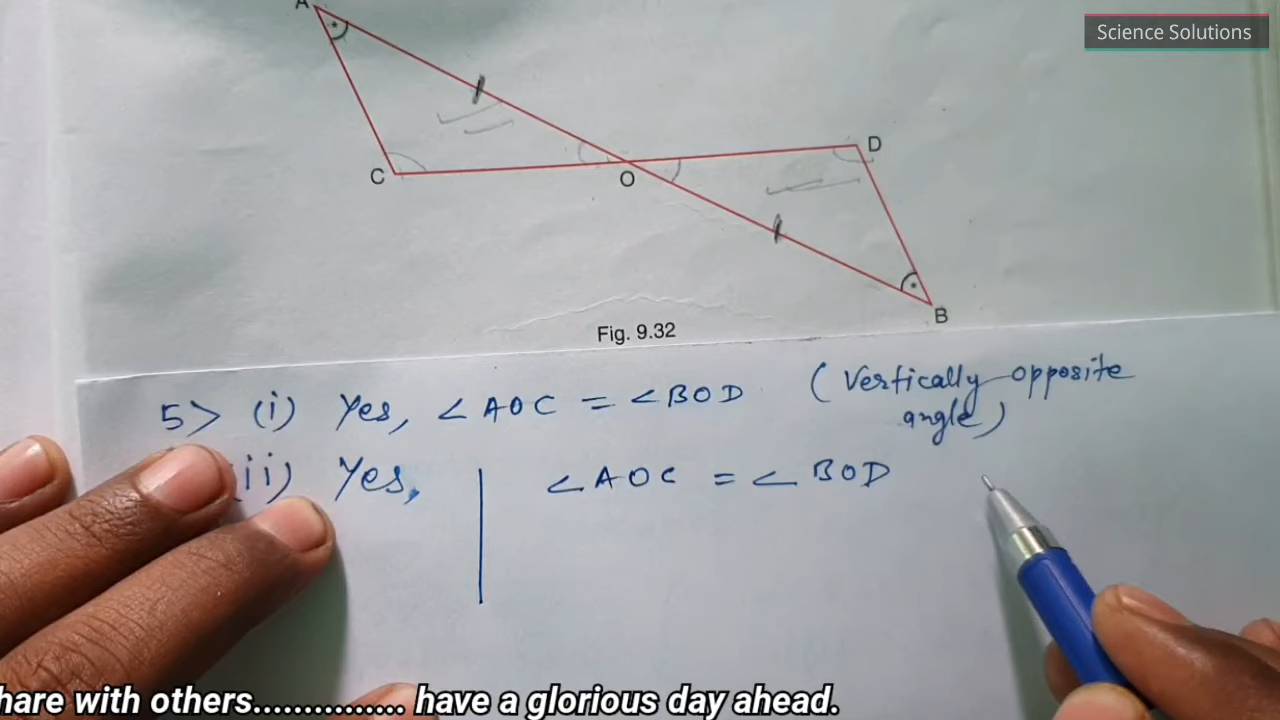 Science Solutions
A
C
O
D
B
Fig. 9.32
5> (i) Yes, ∠AOC = ∠BOD (Vertically opposite
angle)
(ii) Yes, ∠AOC = ∠BOD
hare with others............... have a glorious day ahead.